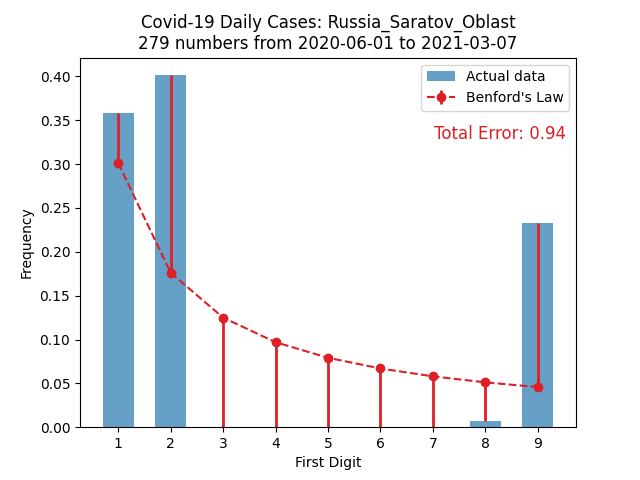 Covid-19 Daily Cases: Russia_Saratov_Oblast
279 numbers from 2020-06-01 to 2021-03-07
Actual data
Benford's Law
Total Error: 0.94
Frequency
0.40
0.35
0.30
0.25
0.20
0.15
0.10
0.05
0.00
1 2 3 4 5 6 7 8 9
First Digit